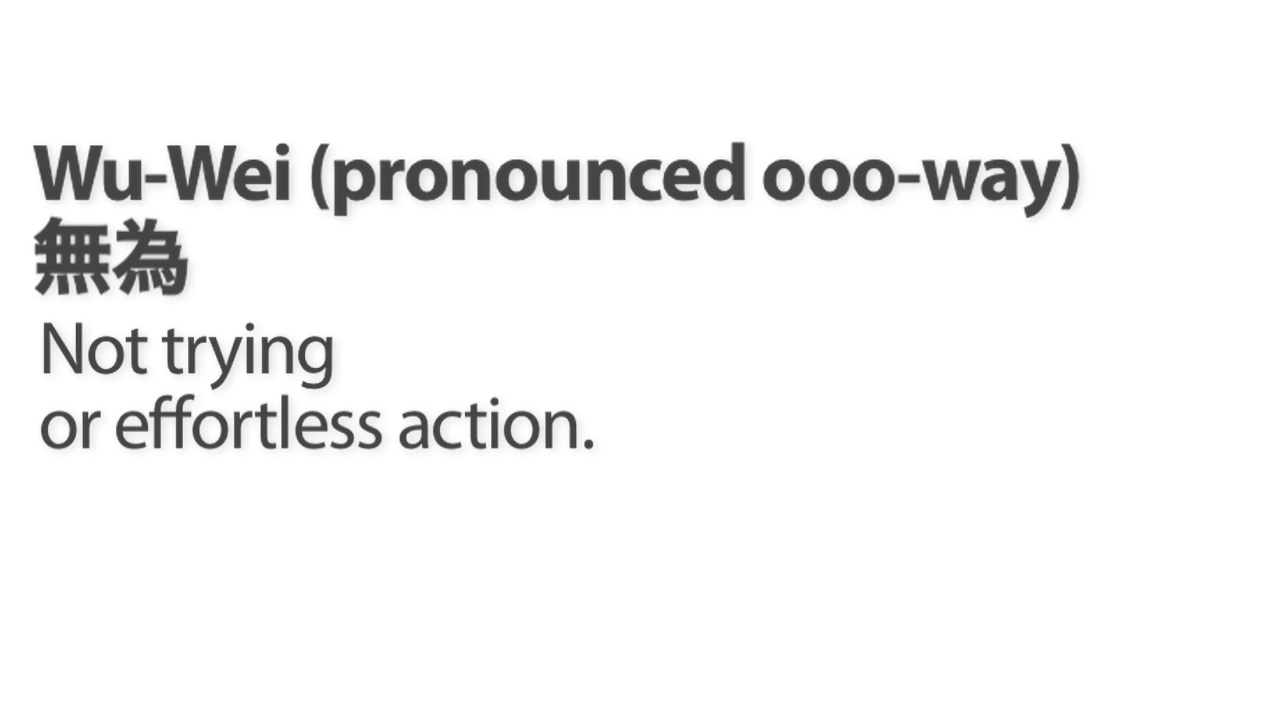 Wu-Wei (pronounced ooo-way)
無為
Not trying
or effortless action.